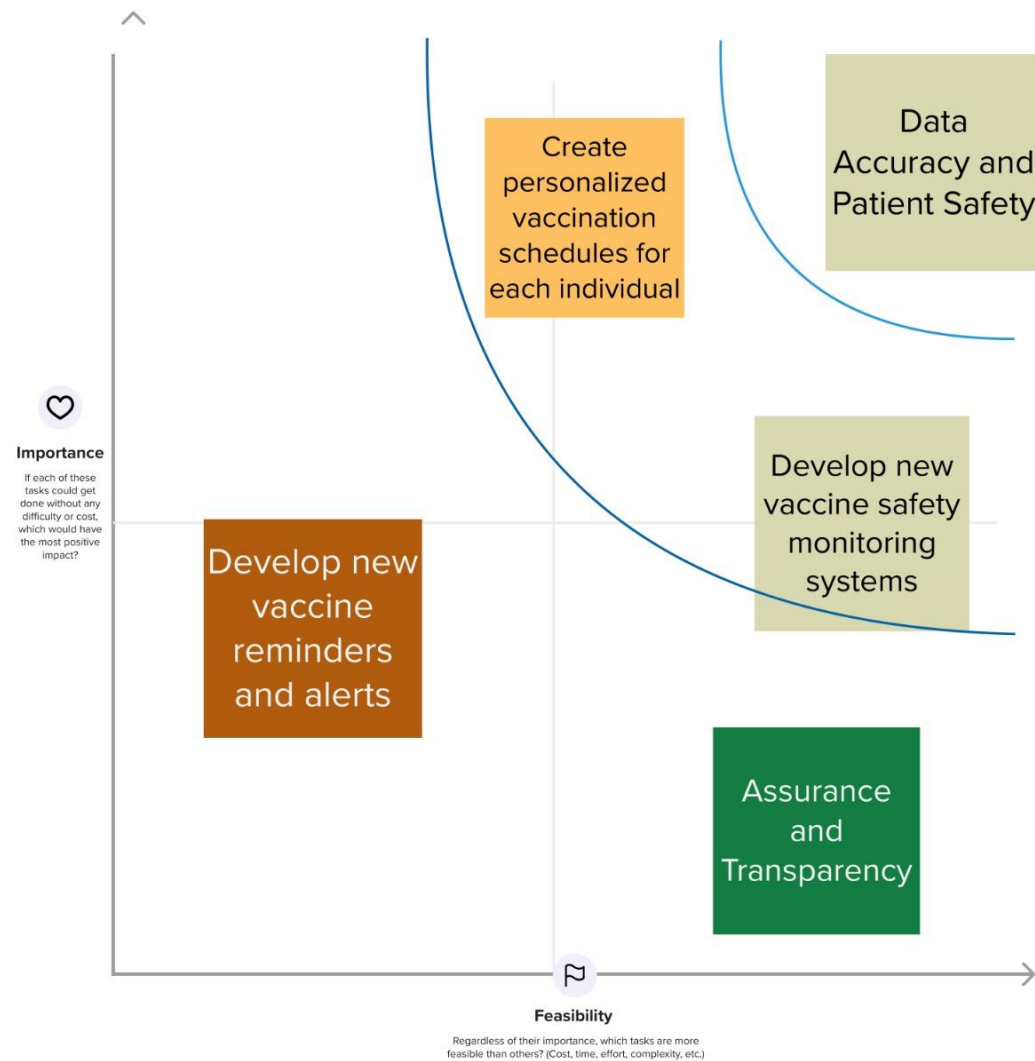 Create
personalized
vaccination
schedules for
each individual
Data
Accuracy and
Patient Safety
Importance
If each of these
tasks could get
done without any
difficulty or cost,
which would have
the most positive
impact?
Develop new
vaccine safety
monitoring
systems
Develop new
vaccine
reminders
and alerts
Assurance
and
Transparency
Feasibility
Regardless of their importance, which tasks are more
feasible than others? (Cost, time, effort, complexity, etc.)